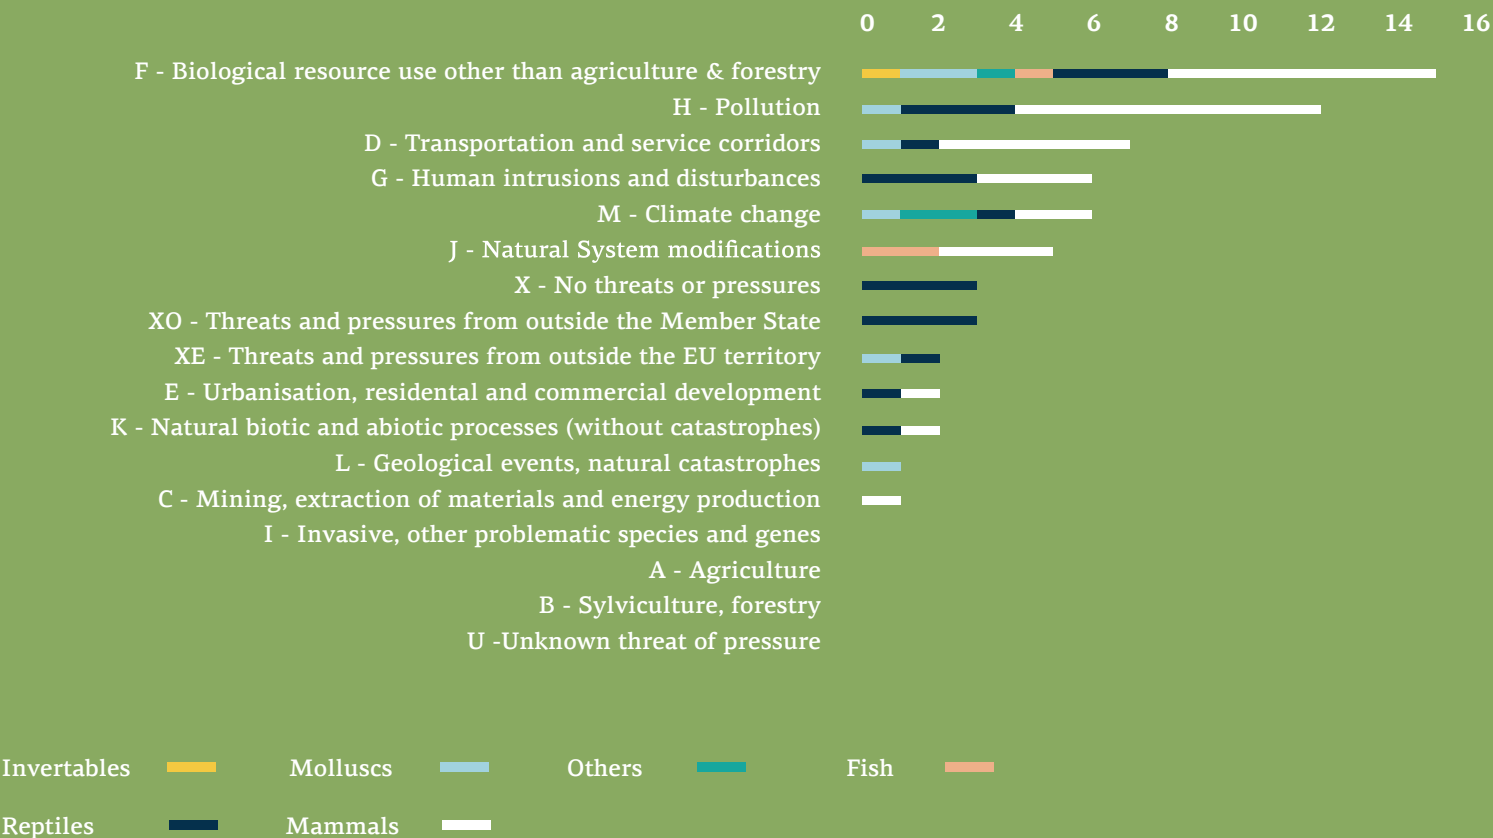 0 2 4 6 8 10 12 14 16
F - Biological resource use other than agriculture & forestry
H - Pollution
D - Transportation and service corridors
G - Human intrusions and disturbances
M - Climate change
J - Natural System modifications
X - No threats or pressures
XO - Threats and pressures from outside the Member State
XE - Threats and pressures from outside the EU territory
E - Urbanisation, residental and commercial development
K - Natural biotic and abiotic processes (without catastrophes)
L - Geological events, natural catastrophes
C - Mining, extraction of materials and energy production
I - Invasive, other problematic species and genes
A - Agriculture
B - Sylviculture, forestry
U -Unknown threat of pressure
Invertables Molluscs Others Fish
Reptiles Mammals